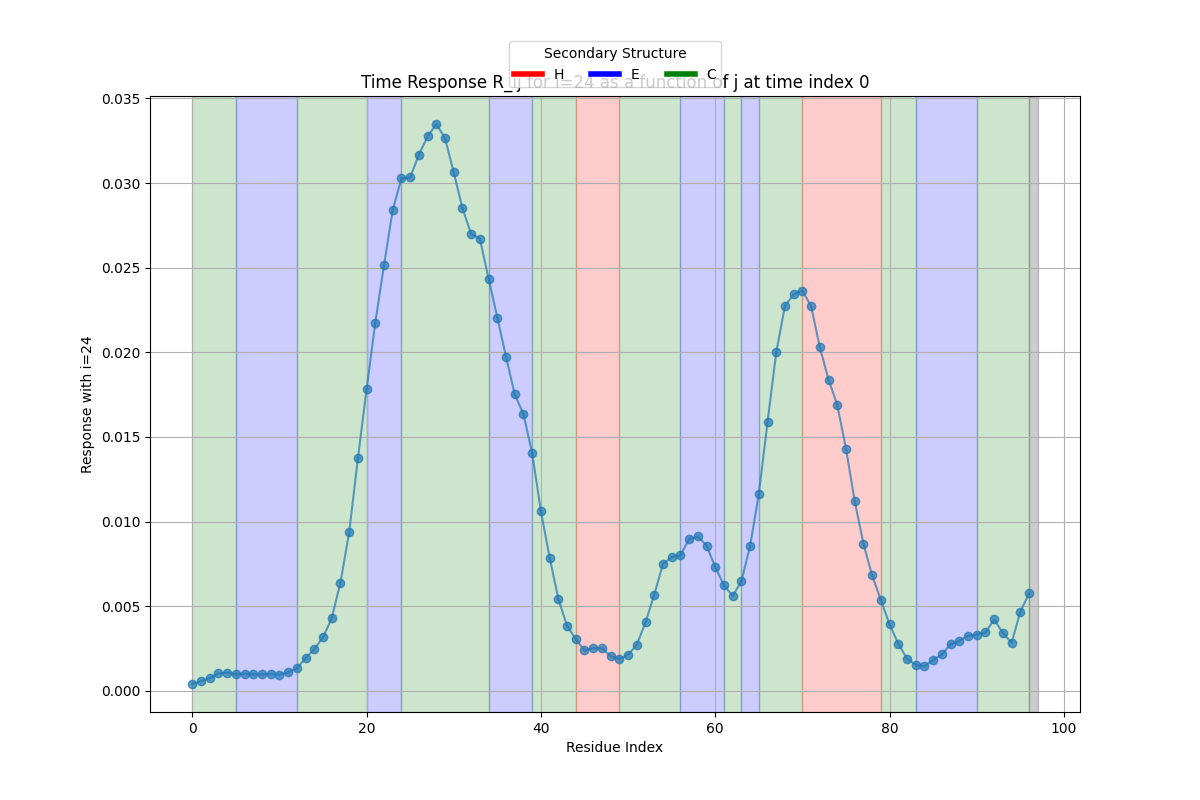 Secondary Structure
H E C
Time Response R_ij for i=24 as a function of j at time index 0
0.035
0.030
0.025
0.020
0.015
0.010
0.005
0.000
Response with i=24
0 20 40 60 80 100
Residue Index